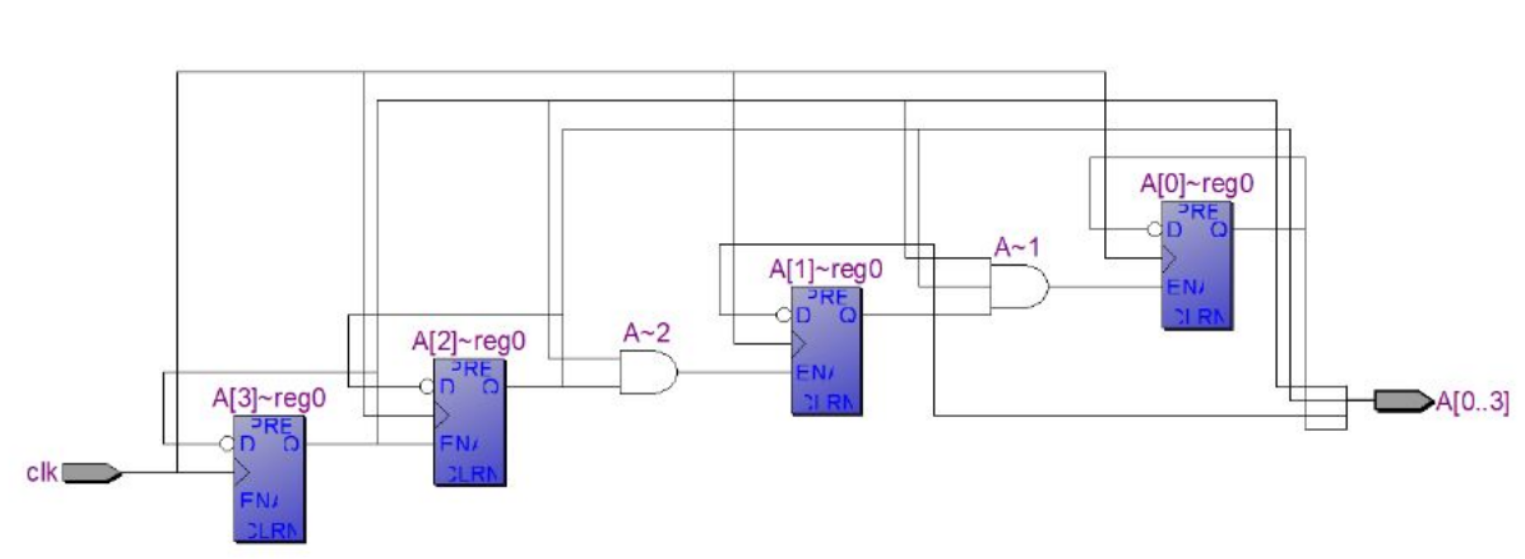 A[0]~reg0
PRE
D Q
ENA
CLRN
A~1
A[1]~reg0
PRE
D Q
ENA
CLRN
A~2
A[2]~reg0
PRE
D Q
ENA
CLRN
A[3]~reg0
PRE
D Q
ENA
CLRN
clk
A[0..3]